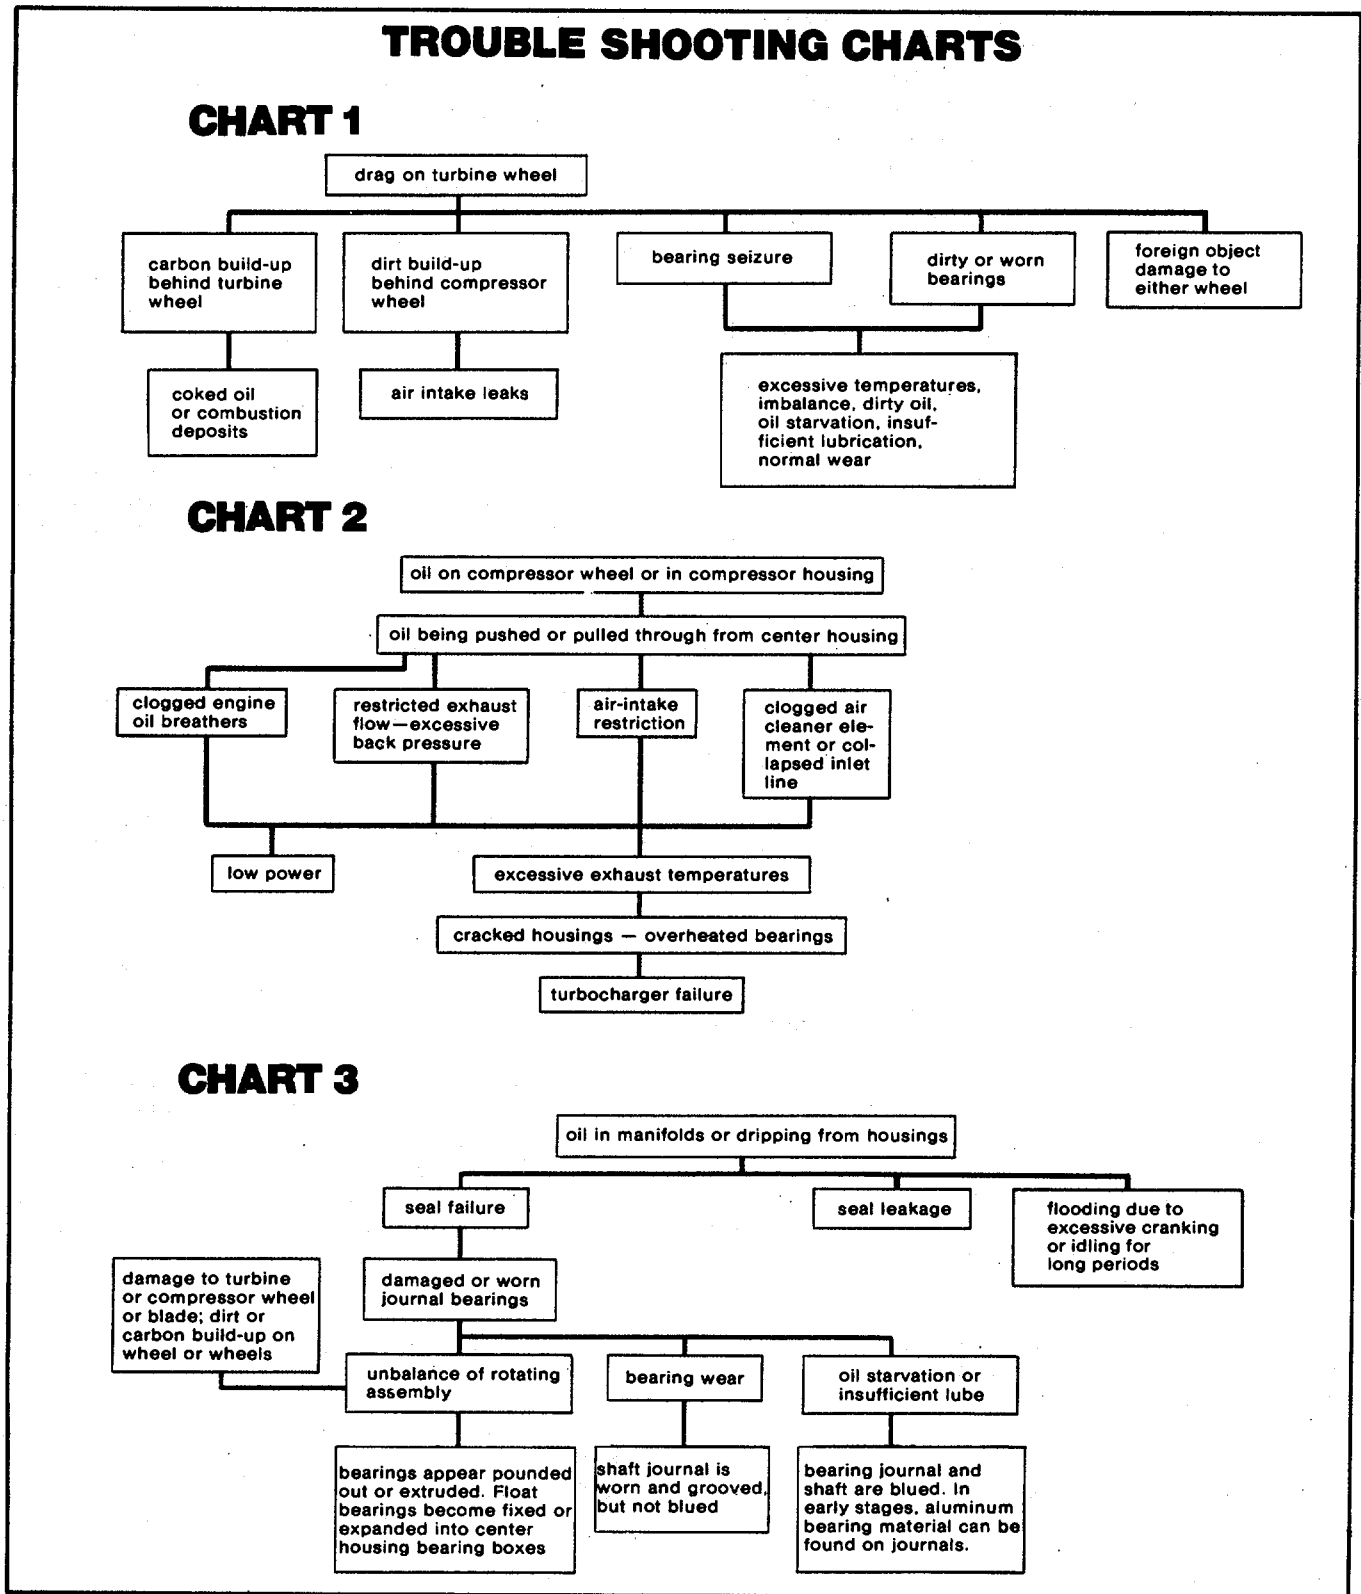 TROUBLE SHOOTING CHARTS
CHART 1
drag on turbine wheel
carbon build-up
behind turbine
wheel
dirt build-up
behind compressor
wheel
bearing seizure
dirty or worn
bearings
foreign object
damage to
either wheel
coked oil
or combustion
deposits
air intake leaks
excessive temperatures,
imbalance, dirty oil,
oil starvation, insuf-
ficient lubrication,
normal wear
CHART 2
oil on compressor wheel or in compressor housing
oil being pushed or pulled through from center housing
clogged engine
oil breathers
restricted exhaust
flow—excessive
back pressure
air-intake
restriction
clogged air
cleaner ele-
ment or col-
lapsed inlet
line
low power
excessive exhaust temperatures
cracked housings — overheated bearings
turbocharger failure
CHART 3
oil in manifolds or dripping from housings
seal failure
seal leakage
flooding due to
excessive cranking
or idling for
long periods
damage to turbine
or compressor wheel
or blade; dirt or
carbon build-up on
wheel or wheels
damaged or worn
journal bearings
unbalance of rotating
assembly
bearing wear
oil starvation or
insufficient lube
bearings appear pounded
out or extruded. Float
bearings become fixed or
expanded into center
housing bearing boxes
shaft journal is
worn and grooved,
but not blued
bearing journal and
shaft are blued. In
early stages, aluminum
bearing material can be
found on journals.